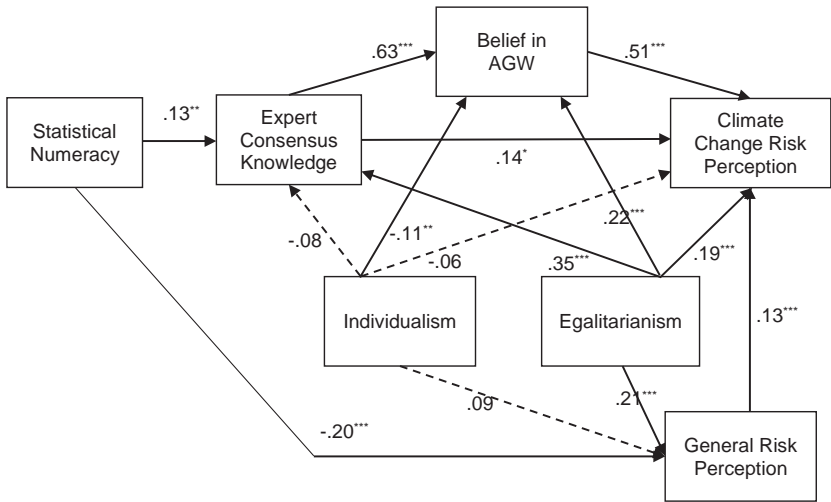 Belief in
AGW
.63***
.51***
.13**
Statistical
Numeracy
Expert
Consensus
Knowledge
Climate
Change Risk
Perception
.14*
-.08
-.11**
-.06
.22***
.35***
.19***
Individualism
Egalitarianism
.13***
.09
.21***
-.20***
General Risk
Perception